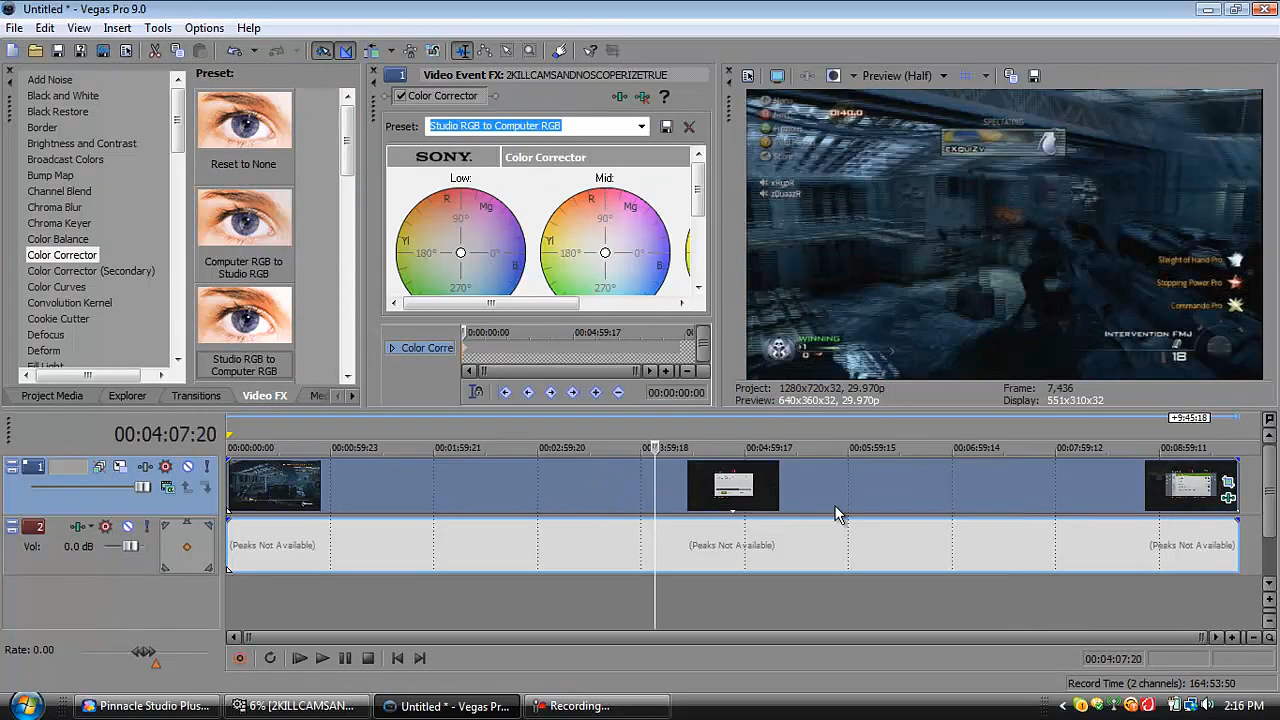 Untitled * - Vegas Pro 9.0
File Edit View Insert Tools Options Help
Add Noise
Black and White
Black Restore
Border
Brightness and Contrast
Broadcast Colors
Bump Map
Channel Blend
Chroma Blur
Chroma Keyer
Color Balance
Color Corrector
Color Corrector (Secondary)
Color Curves
Convolution Kernel
Cookie Cutter
Defocus
Deform
Preset:
Reset to None
Computer RGB to
Studio RGB
Studio RGB to
Computer RGB
Project Media Explorer Transitions Video FX
1 Video Event FX: 2KILLCAMSANDNOSCOPERIZETRUE
Color Corrector
Preset: Studio RGB to Computer RGB
SONY. Color Corrector
Low: Mid:
R Mg 90° Yl 180° 0° B 270°
R Mg 90° Yl 180° 0° B 270°
Yl
0:00:00:00 00:04:59:17
Color Corre
00:00:00:00
Preview (Half)
SPECTATING
EXQUIZY
Sleight of Hand Pro
Stopping Power Pro
Commando Pro
INTERVENTION FMJ
18
WINNING
Project: 1280x720x32, 29.970p
Preview: 640x360x32, 29.970p
Frame: 7,436
Display: 551x310x32
00:04:07:20
+9:45:18
00:00:00:00 00:00:59:23 00:01:59:21 00:02:59:20 :59:18 00:04:59:17 00:05:59:15 00:06:59:14 00:07:59:12 00:08:59:11
1
2
Vol: 0.0 dB
(Peaks Not Available) (Peaks Not Available) (Peaks Not Available)
Rate: 0.00
00:04:07:20
Record Time (2 channels): 164:53:50
Pinnacle Studio Plus... 6% [2KILLCAMSAN... Untitled * - Vegas Pr... Recording... 2:16 PM